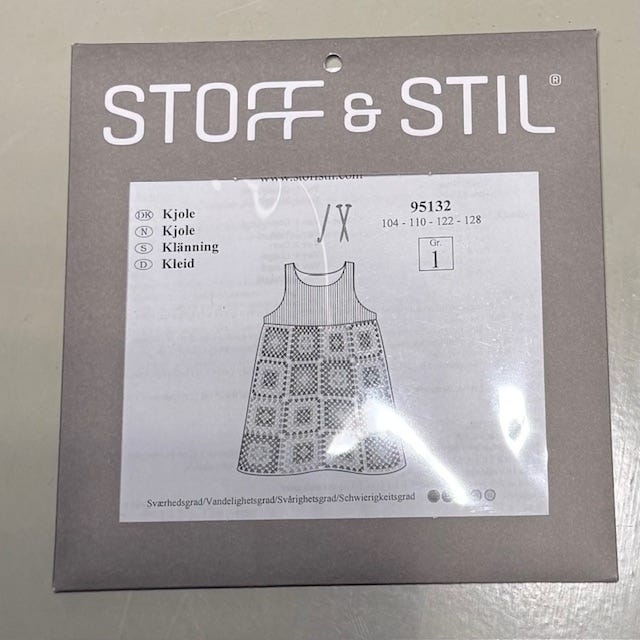 STOFF & STIL®
www.stoffstil.com
DK Kjole
N Kjole
S Klänning
D Kleid
95132
104 - 110 - 122 - 128
Gr.
1
Sværhedsgrad/Vandelighetsgrad/Svårighetsgrad/Schwierigkeitsgrad